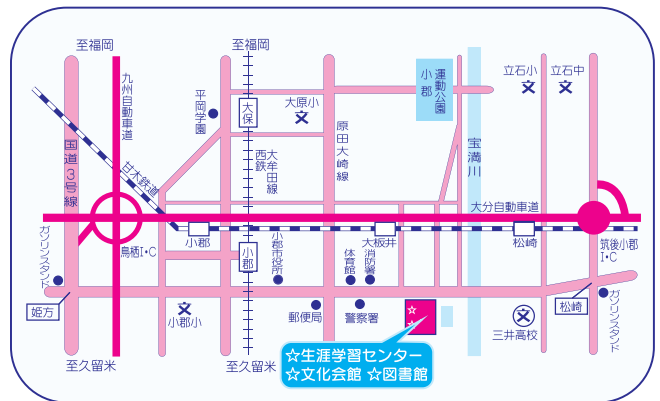 至福岡
至福岡
九州自動車道
平岡学園
大保
大原小
小郡
運動公園
立石小
立石中
国道3号線
甘木鉄道
西鉄
大牟田線
原田大崎線
宝満川
大分自動車道
ガソリンスタンド
鳥栖I・C
小郡
小郡
小郡市役所
大板井
体育館
消防署
松崎
筑後小郡
I・C
姫方
小郡小
郵便局
警察署
☆
☆
三井高校
松崎
ガソリンスタンド
至久留米
至久留米
☆生涯学習センター
☆文化会館 ☆図書館